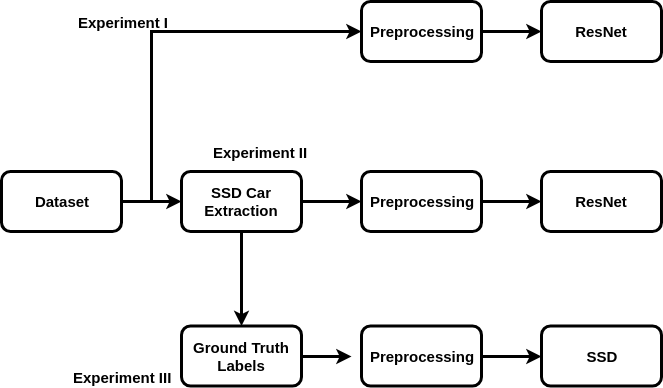 Experiment I
Preprocessing
ResNet
Experiment II
Dataset
SSD Car
Extraction
Preprocessing
ResNet
Ground Truth
Labels
Preprocessing
SSD
Experiment III